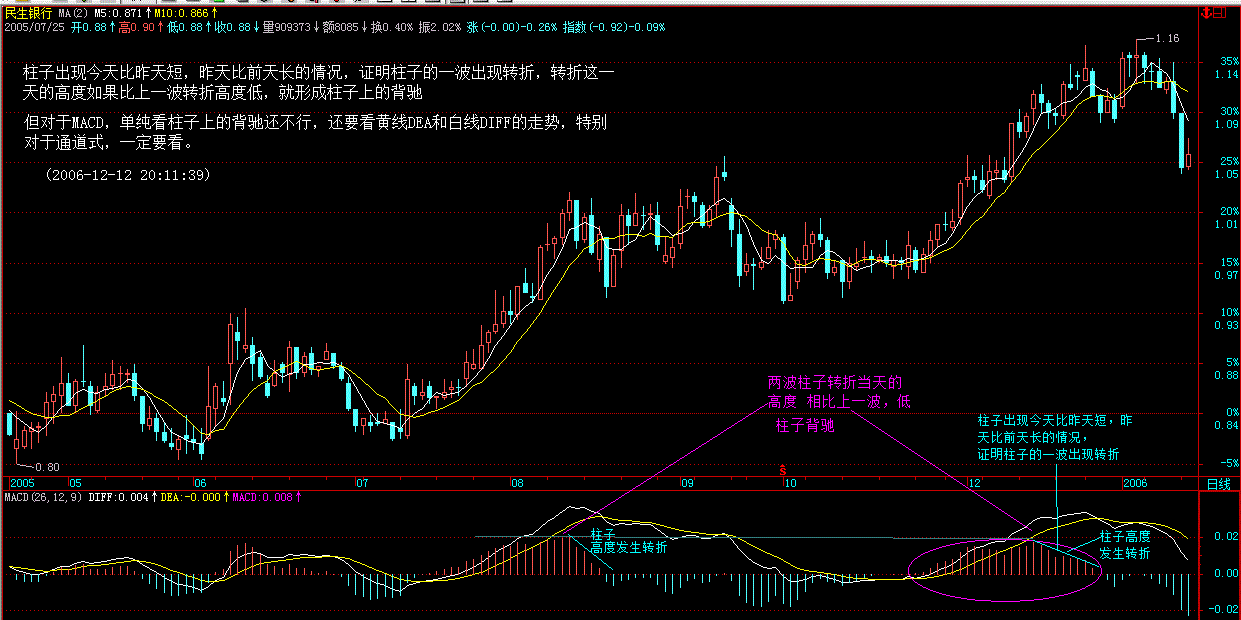 民生银行 MA(2) M5:0.871↑M10:0.866↑
2005/07/25 开0.88↑高0.90↑低0.88↑收0.88↓量909373↓额8085↓换0.40% 振2.02% 涨(-0.00)-0.26% 指数(-0.92)-0.09%
1.16
柱子出现今天比昨天短，昨天比前天长的情况，证明柱子的一波出现转折，转折这一
天的高度如果比上一波转折高度低，就形成柱子上的背驰
但对于MACD，单纯看柱子上的背驰还不行，还要看黄线DEA和白线DIFF的走势，特别
对于通道式，一定要看。
(2006-12-12 20:11:39)
35%
1.14
30%
1.09
25%
1.05
20%
1.01
15%
0.97
10%
0.93
5%
0.88
0%
0.84
-5%
两波柱子转折当天的
高度 相比上一波，低
柱子背驰
柱子出现今天比昨天短，昨
天比前天长的情况，
证明柱子的一波出现转折
0.80
S
2005 05 06 07 08 09 10 12 2006 日线
MACD(26,12,9) DIFF:0.004↑DEA:-0.000↑MACD:0.008↑
柱子
高度发生转折
柱子高度
发生转折
0.02
0.00
-0.02